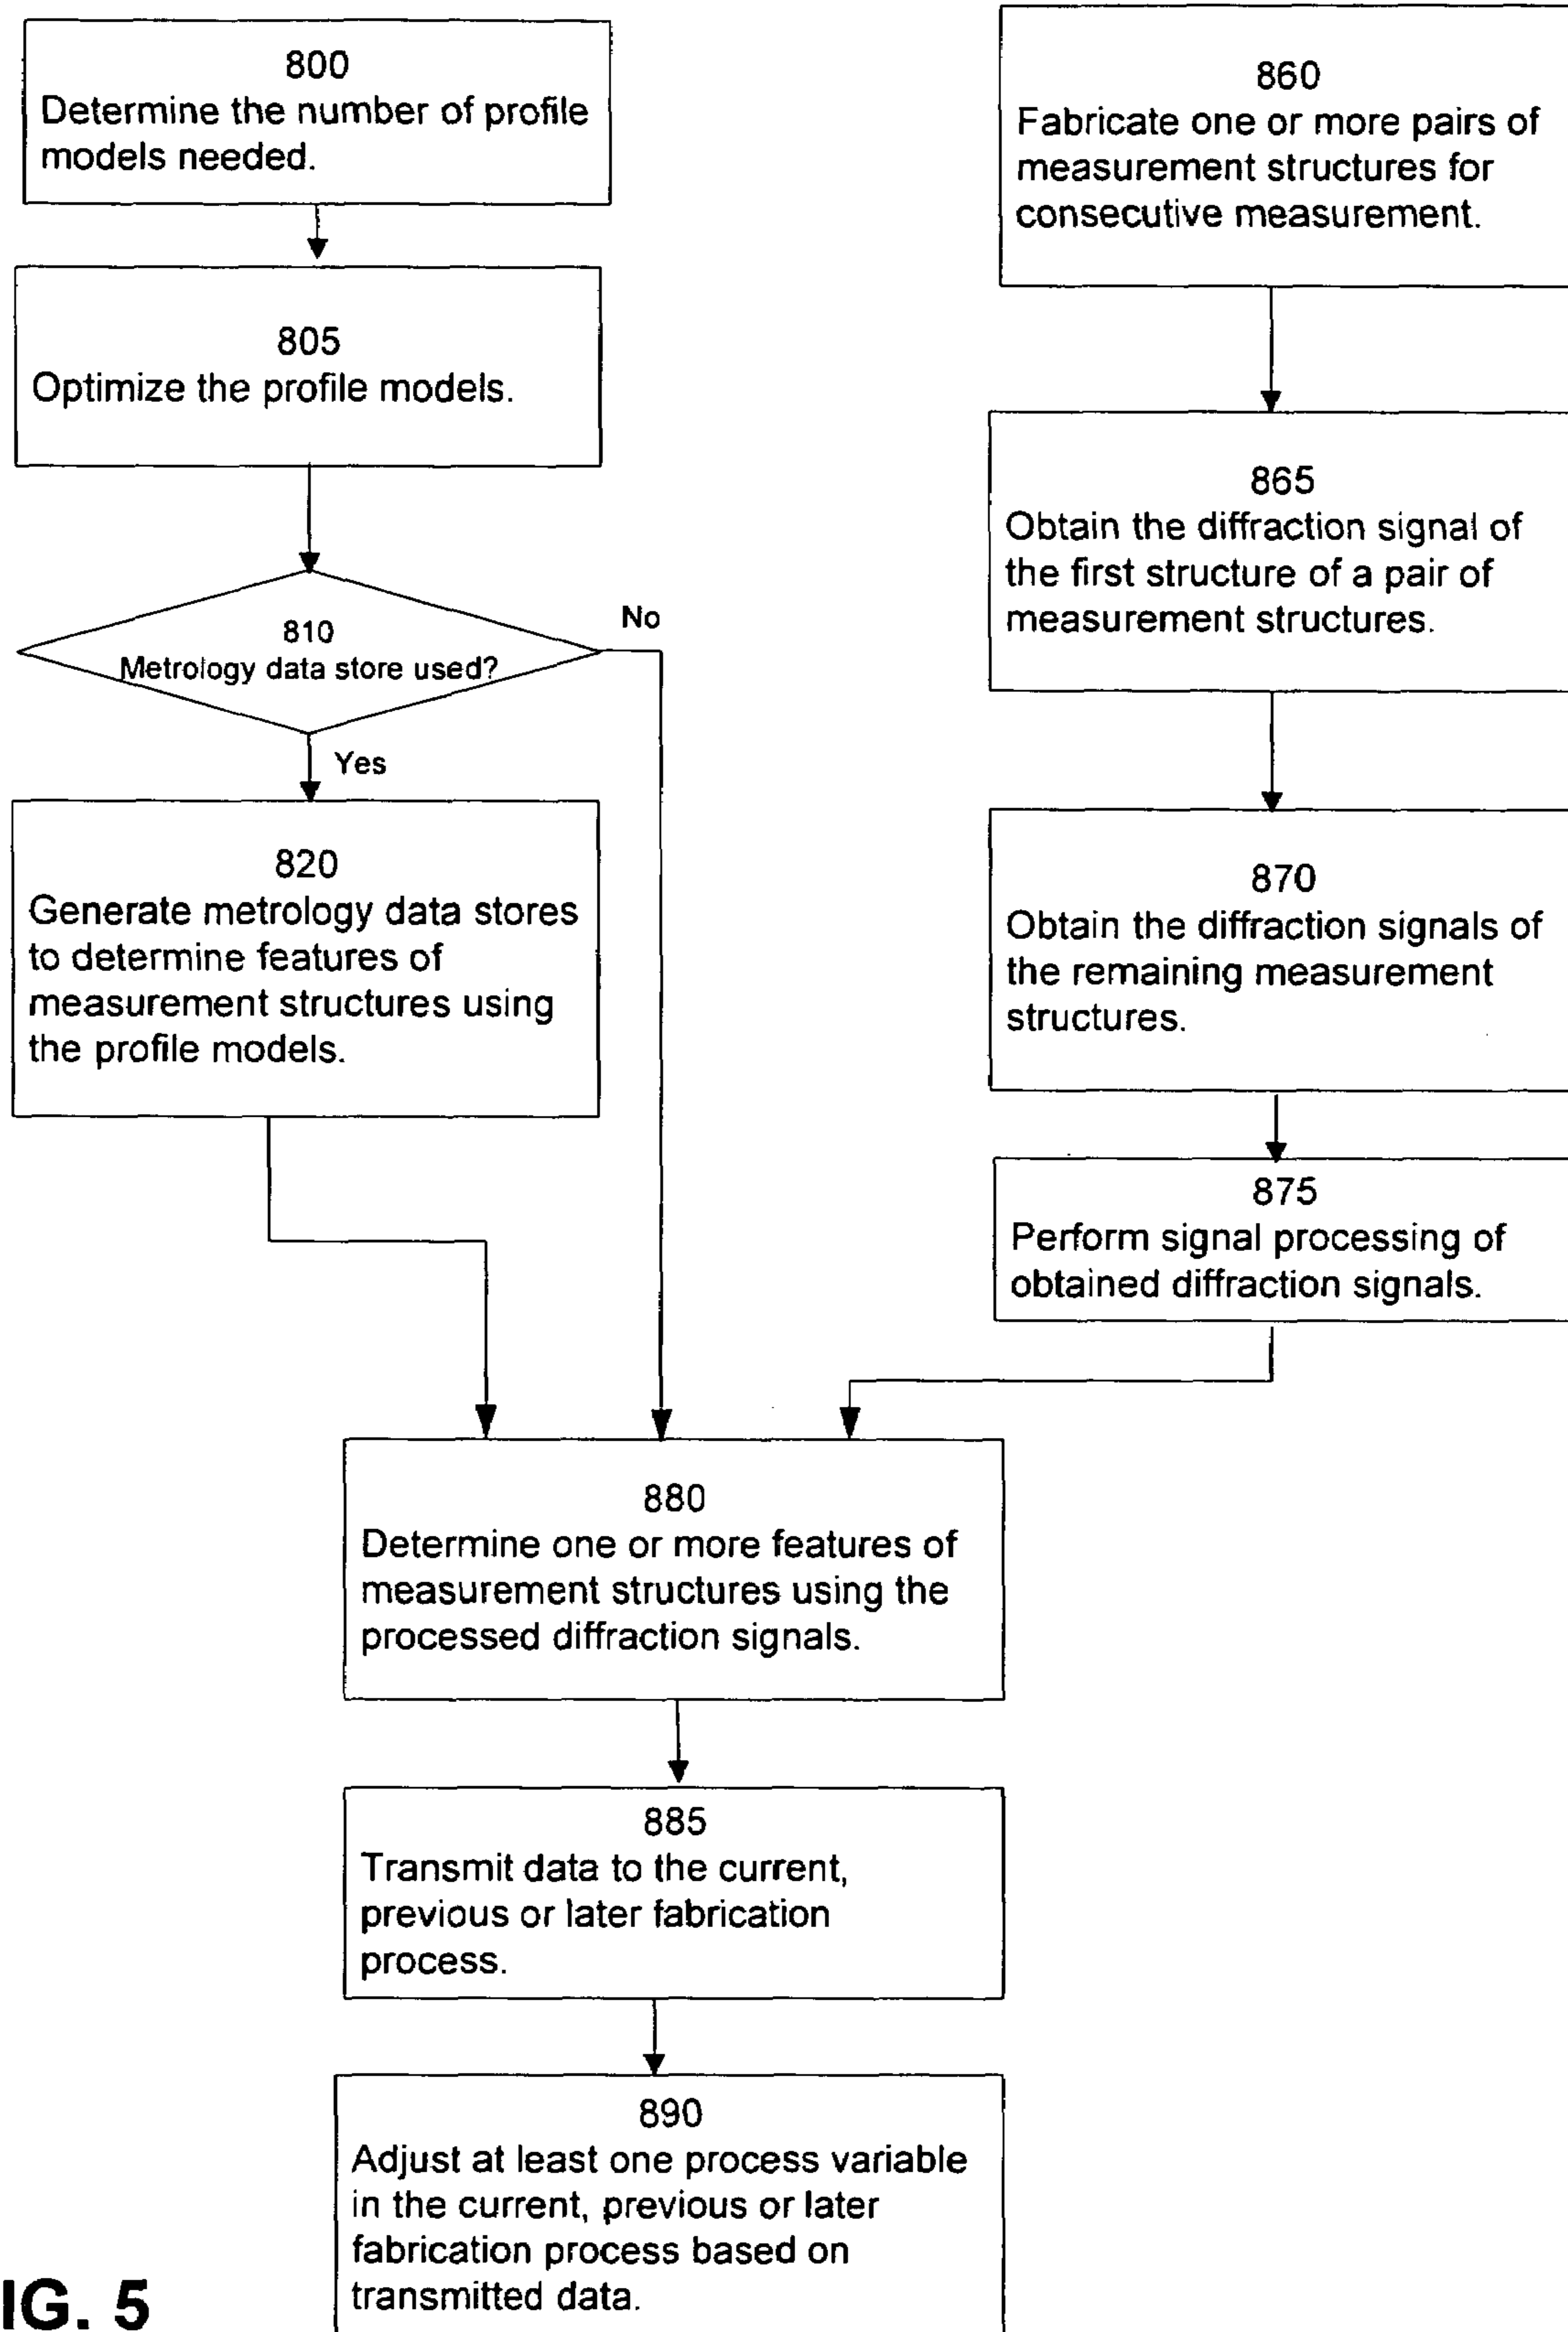 800
Determine the number of profile
models needed.
805
Optimize the profile models.
810
Metrology data store used?
No
Yes
820
Generate metrology data stores
to determine features of
measurement structures using
the profile models.
860
Fabricate one or more pairs of
measurement structures for
consecutive measurement.
865
Obtain the diffraction signal of
the first structure of a pair of
measurement structures.
870
Obtain the diffraction signals of
the remaining measurement
structures.
875
Perform signal processing of
obtained diffraction signals.
880
Determine one or more features of
measurement structures using the
processed diffraction signals.
885
Transmit data to the current,
previous or later fabrication
process.
890
Adjust at least one process variable
in the current, previous or later
fabrication process based on
transmitted data.
IG. 5